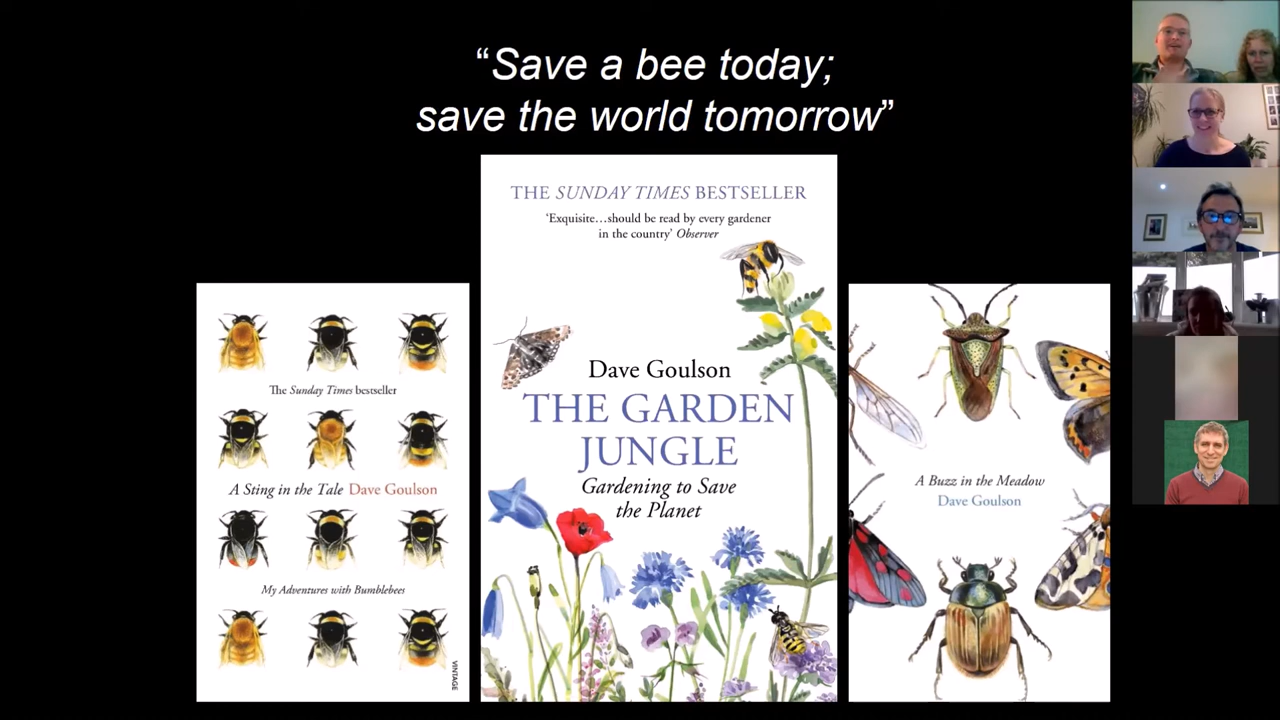 “Save a bee today;
save the world tomorrow”
The Sunday Times bestseller
A Sting in the Tale Dave Goulson
My Adventures with Bumblebees
VINTAGE
THE SUNDAY TIMES BESTSELLER
‘Exquisite…should be read by every gardener
in the country’ Observer
Dave Goulson
THE GARDEN
JUNGLE
Gardening to Save
the Planet
A Buzz in the Meadow
Dave Goulson